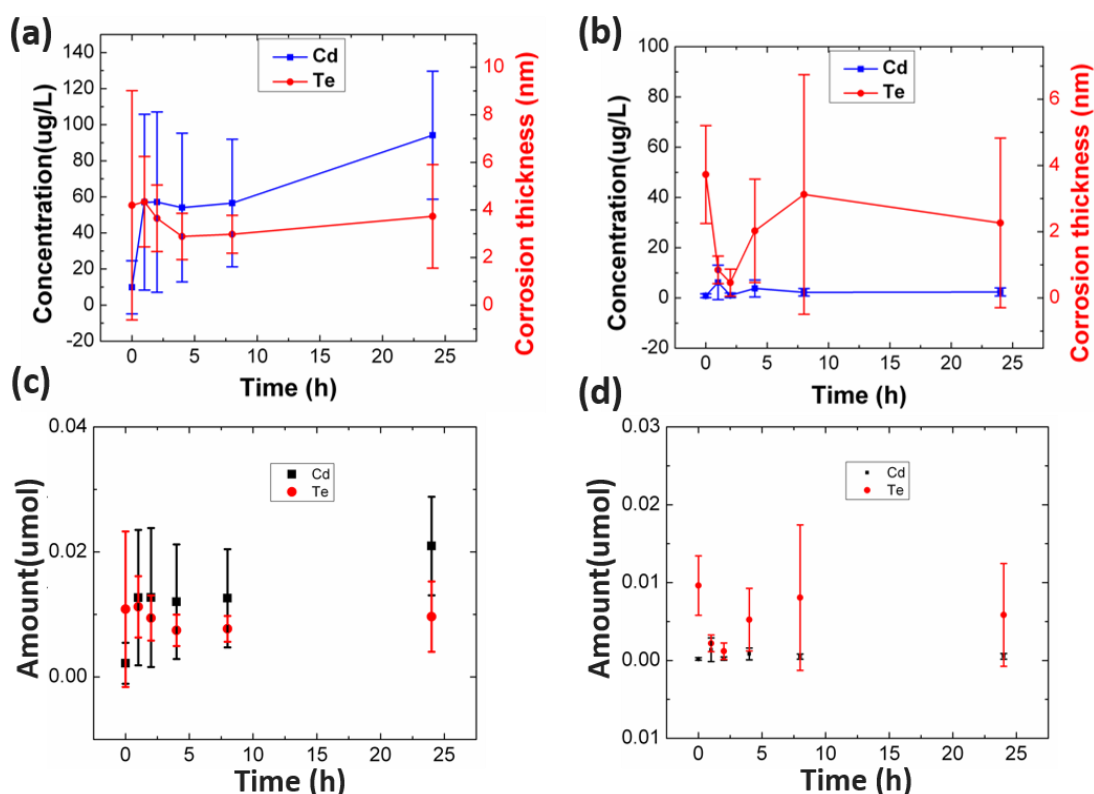 (a)
140
120
100
80
60
40
20
0
-20
Concentration(ug/L)
Cd
Te
10
8
6
4
2
0
Corrosion thickness (nm)
0 5 10 15 20 25
Time (h)
(b)
100
80
60
40
20
0
-20
Concentration(ug/L)
Cd
Te
6
4
2
0
Corrosion thickness (nm)
0 5 10 15 20 25
Time (h)
(c)
0.04
0.02
0.00
Amount(umol)
Cd
Te
0 5 10 15 20 25
Time (h)
(d)
0.03
0.02
0.01
0.00
0.01
Amount(umol)
Cd
Te
0 5 10 15 20 25
Time (h)